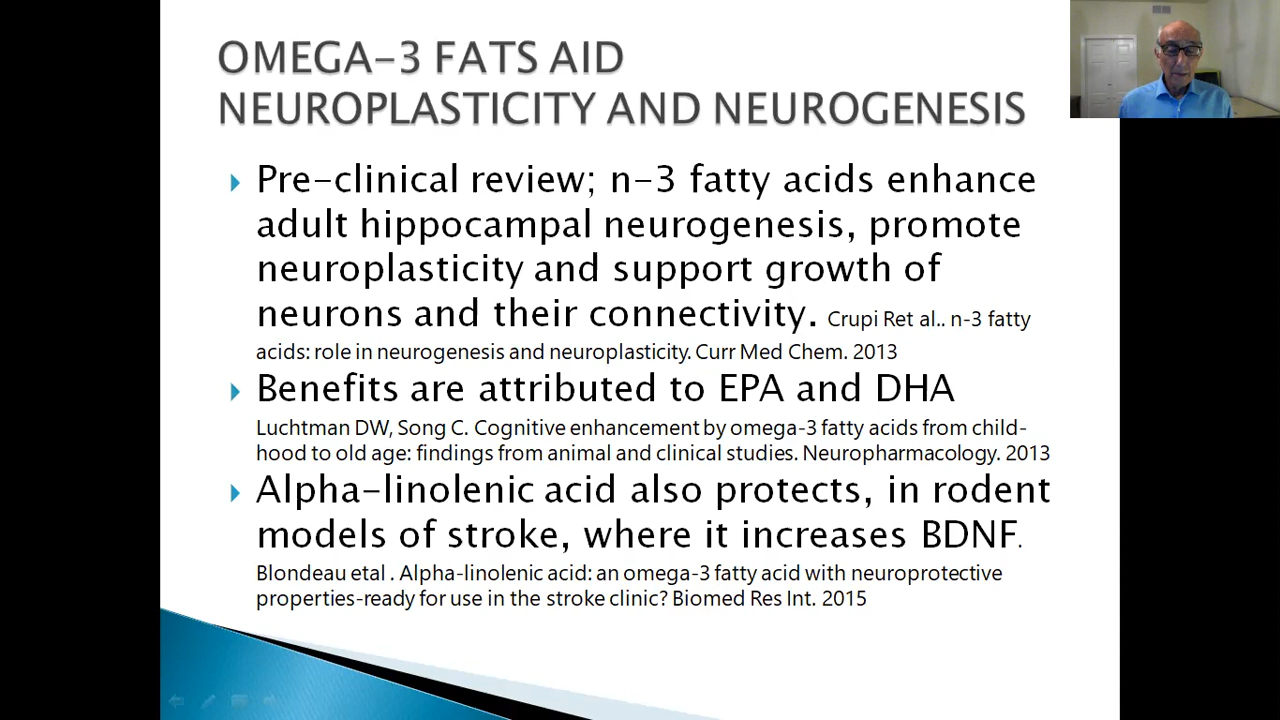 OMEGA-3 FATS AID
NEUROPLASTICITY AND NEUROGENESIS
Pre-clinical review; n-3 fatty acids enhance
adult hippocampal neurogenesis, promote
neuroplasticity and support growth of
neurons and their connectivity. Crupi Ret al.. n-3 fatty
acids: role in neurogenesis and neuroplasticity. Curr Med Chem. 2013
Benefits are attributed to EPA and DHA
Luchtman DW, Song C. Cognitive enhancement by omega-3 fatty acids from child-
hood to old age: findings from animal and clinical studies. Neuropharmacology. 2013
Alpha-linolenic acid also protects, in rodent
models of stroke, where it increases BDNF.
Blondeau etal . Alpha-linolenic acid: an omega-3 fatty acid with neuroprotective
properties-ready for use in the stroke clinic? Biomed Res Int. 2015